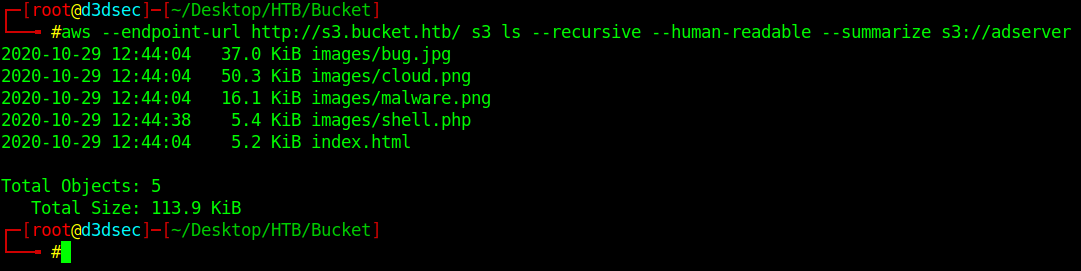 ┌─[root@d3dsec]─[~/Desktop/HTB/Bucket]
└──╼ #aws --endpoint-url http://s3.bucket.htb/ s3 ls --recursive --human-readable --summarize s3://adserver
2020-10-29 12:44:04   37.0 KiB images/bug.jpg
2020-10-29 12:44:04   50.3 KiB images/cloud.png
2020-10-29 12:44:04   16.1 KiB images/malware.png
2020-10-29 12:44:38    5.4 KiB images/shell.php
2020-10-29 12:44:04    5.2 KiB index.html

Total Objects: 5
   Total Size: 113.9 KiB
┌─[root@d3dsec]─[~/Desktop/HTB/Bucket]
└──╼ #